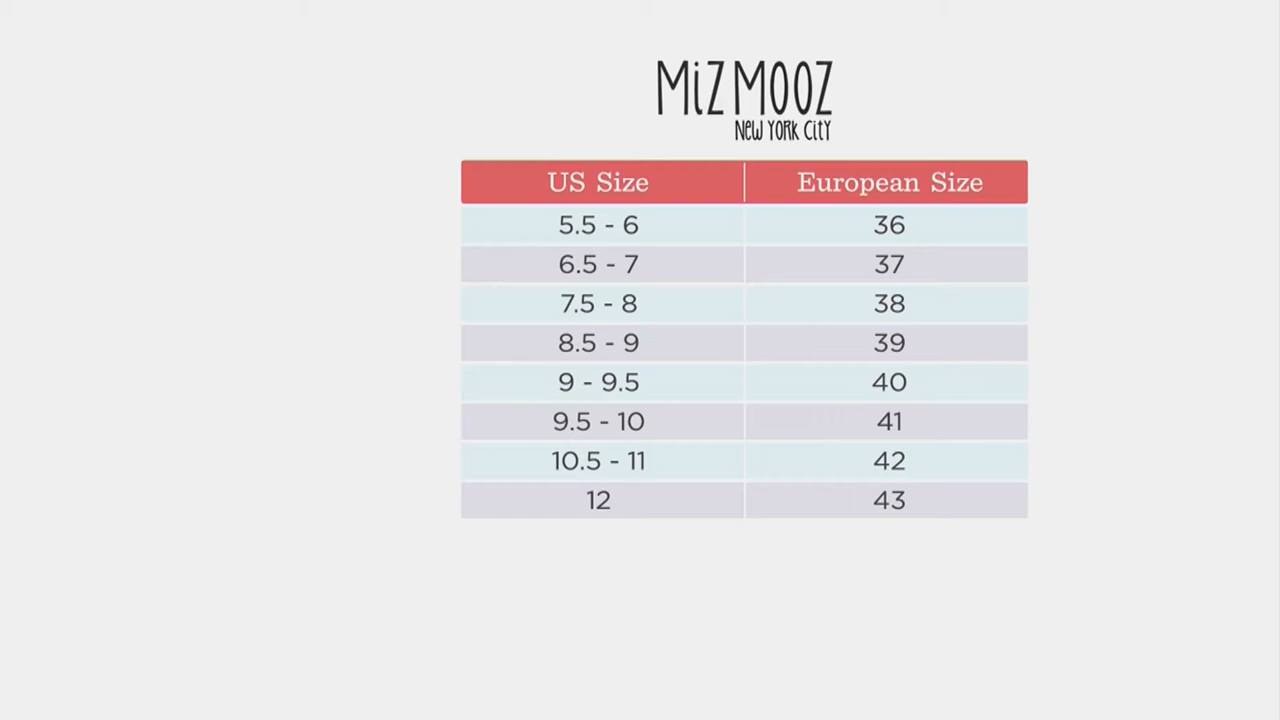 MiZ MOOZ
NEW YORK CITY
US Size European Size
5.5 - 6 36
6.5 - 7 37
7.5 - 8 38
8.5 - 9 39
9 - 9.5 40
9.5 - 10 41
10.5 - 11 42
12 43